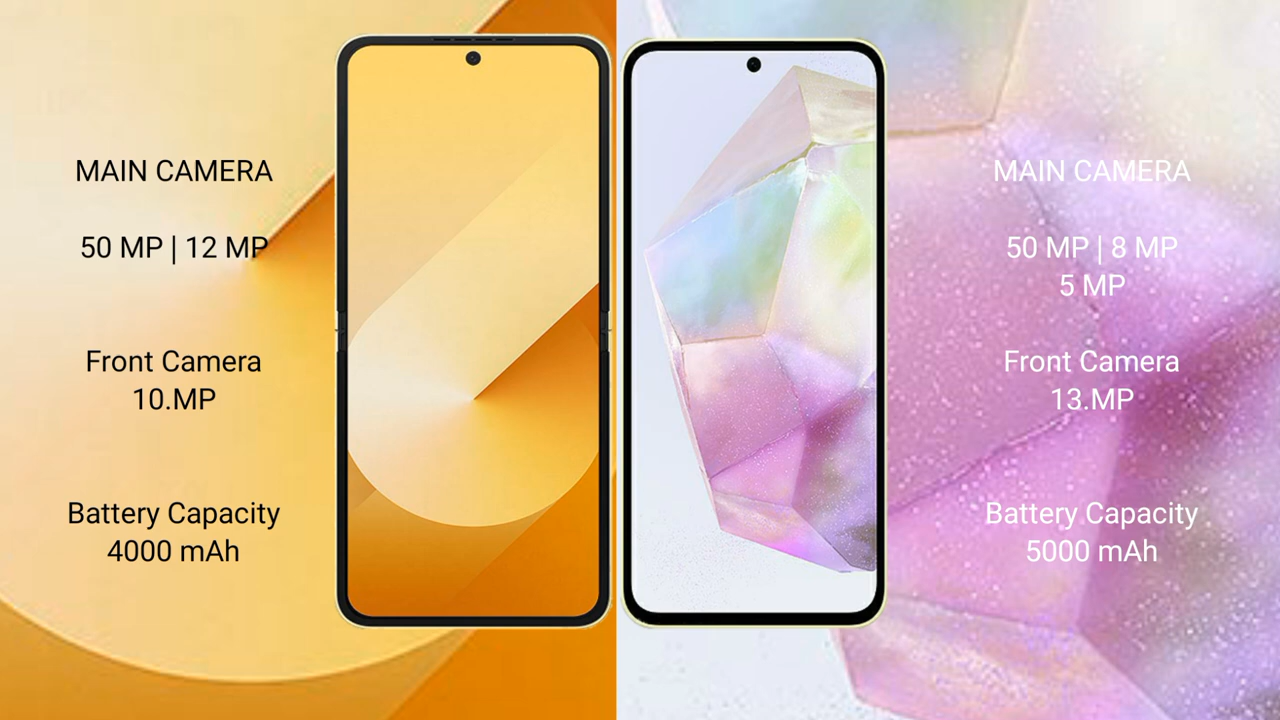 MAIN CAMERA
50 MP | 12 MP
Front Camera
10.MP
Battery Capacity
4000 mAh
MAIN CAMERA
50 MP | 8 MP
5 MP
Front Camera
13.MP
Battery Capacity
5000 mAh